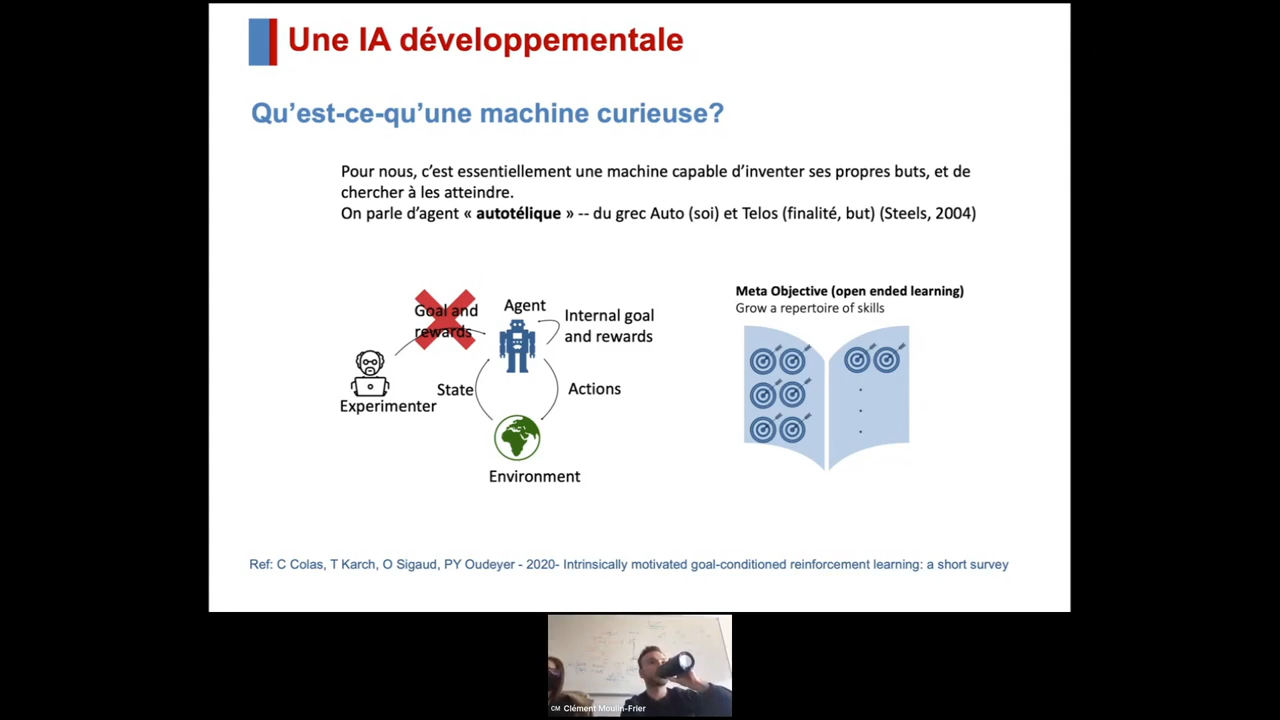 Une IA développementale
Qu’est-ce-qu’une machine curieuse?
Pour nous, c’est essentiellement une machine capable d’inventer ses propres buts, et de
chercher à les atteindre.
On parle d’agent « autotélique » -- du grec Auto (soi) et Telos (finalité, but) (Steels, 2004)
Goal and
rewards
Agent
Internal goal
and rewards
State
Actions
Experimenter
Environment
Meta Objective (open ended learning)
Grow a repertoire of skills
Ref: C Colas, T Karch, O Sigaud, PY Oudeyer - 2020- Intrinsically motivated goal-conditioned reinforcement learning: a short survey
CM Clément Moulin-Frier